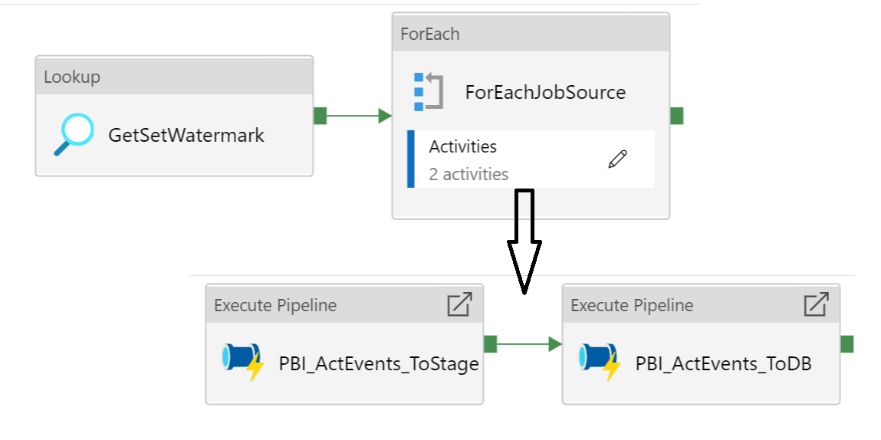 ForEach
Lookup
ForEachJobSource
GetSetWatermark
Activities
2 activities
Execute Pipeline
Execute Pipeline
PBI_ActEvents_ToStage
PBI_ActEvents_ToDB